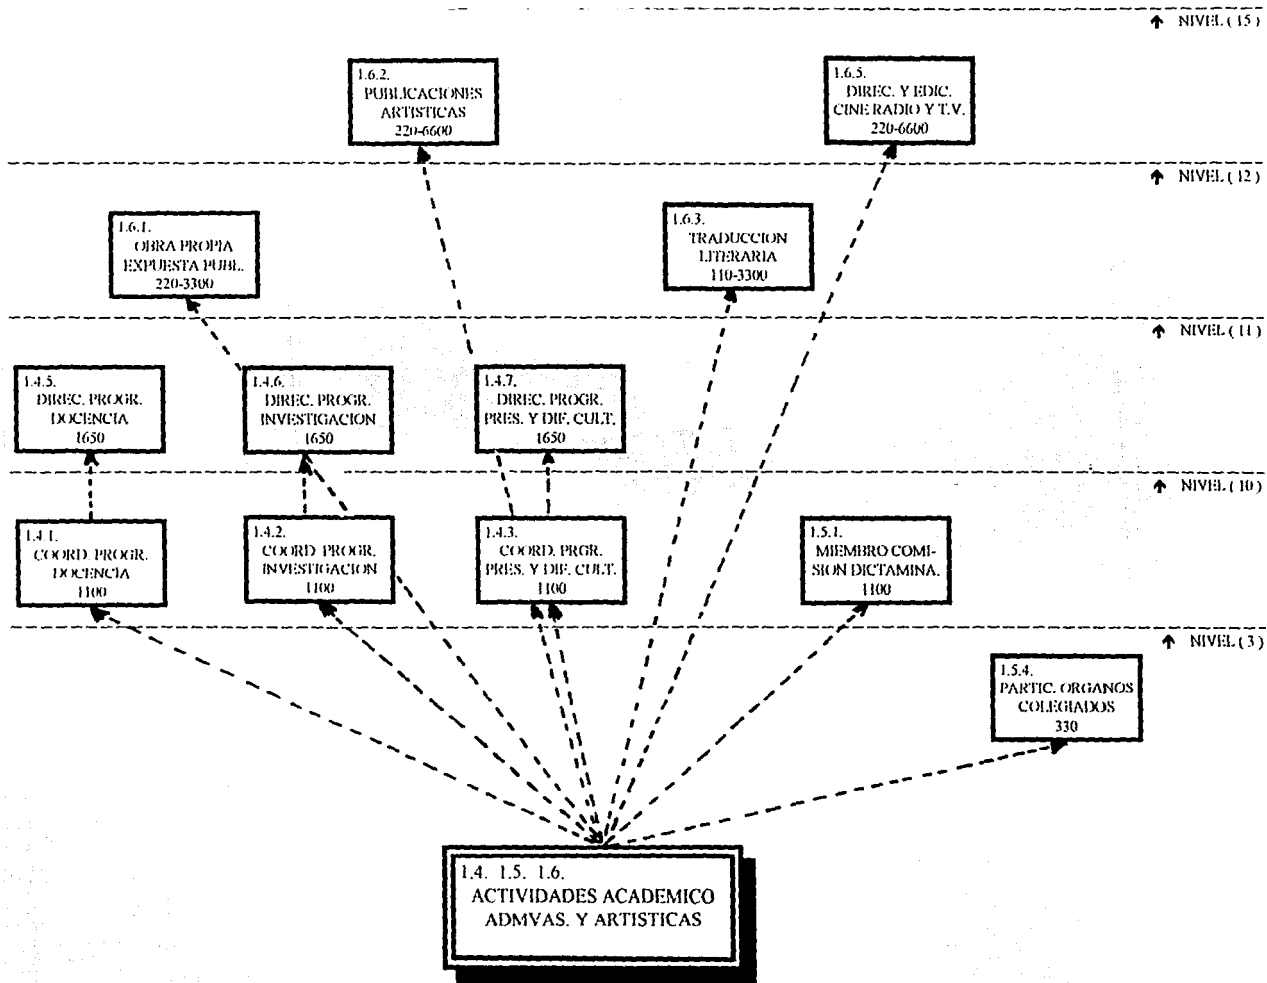 NIVEL ( 15 )
1.6.2.
PUBLICACIONES
ARTISTICAS
220-6600
1.6.5.
DIREC. Y EDIC.
CINE RADIO Y T.V.
220-6600
NIVEL ( 12 )
1.6.1.
OBRA PROPIA
EXPUESTA PUBL.
220-3300
1.6.3.
TRADUCCION
LITERARIA
110-3300
NIVEL ( 11 )
1.4.5.
DIREC. PROGR.
DOCENCIA
1650
1.4.6.
DIREC. PROGR.
INVESTIGACION
1650
1.4.7.
DIREC. PROGR.
PRES. Y DIF. CULT.
1650
NIVEL ( 10 )
1.4.1.
COORD. PROGR.
DOCENCIA
1100
1.4.2.
COORD. PROGR.
INVESTIGACION
1100
1.4.3.
COORD. PRGR.
PRES. Y DIF. CULT.
1100
1.5.1.
MIEMBRO COMI-
SION DICTAMINA.
1100
NIVEL ( 3 )
1.5.4.
PARTIC. ORGANOS
COLEGIADOS
330
1.4. 1.5. 1.6.
ACTIVIDADES ACADEMICO
ADMVAS. Y ARTISTICAS